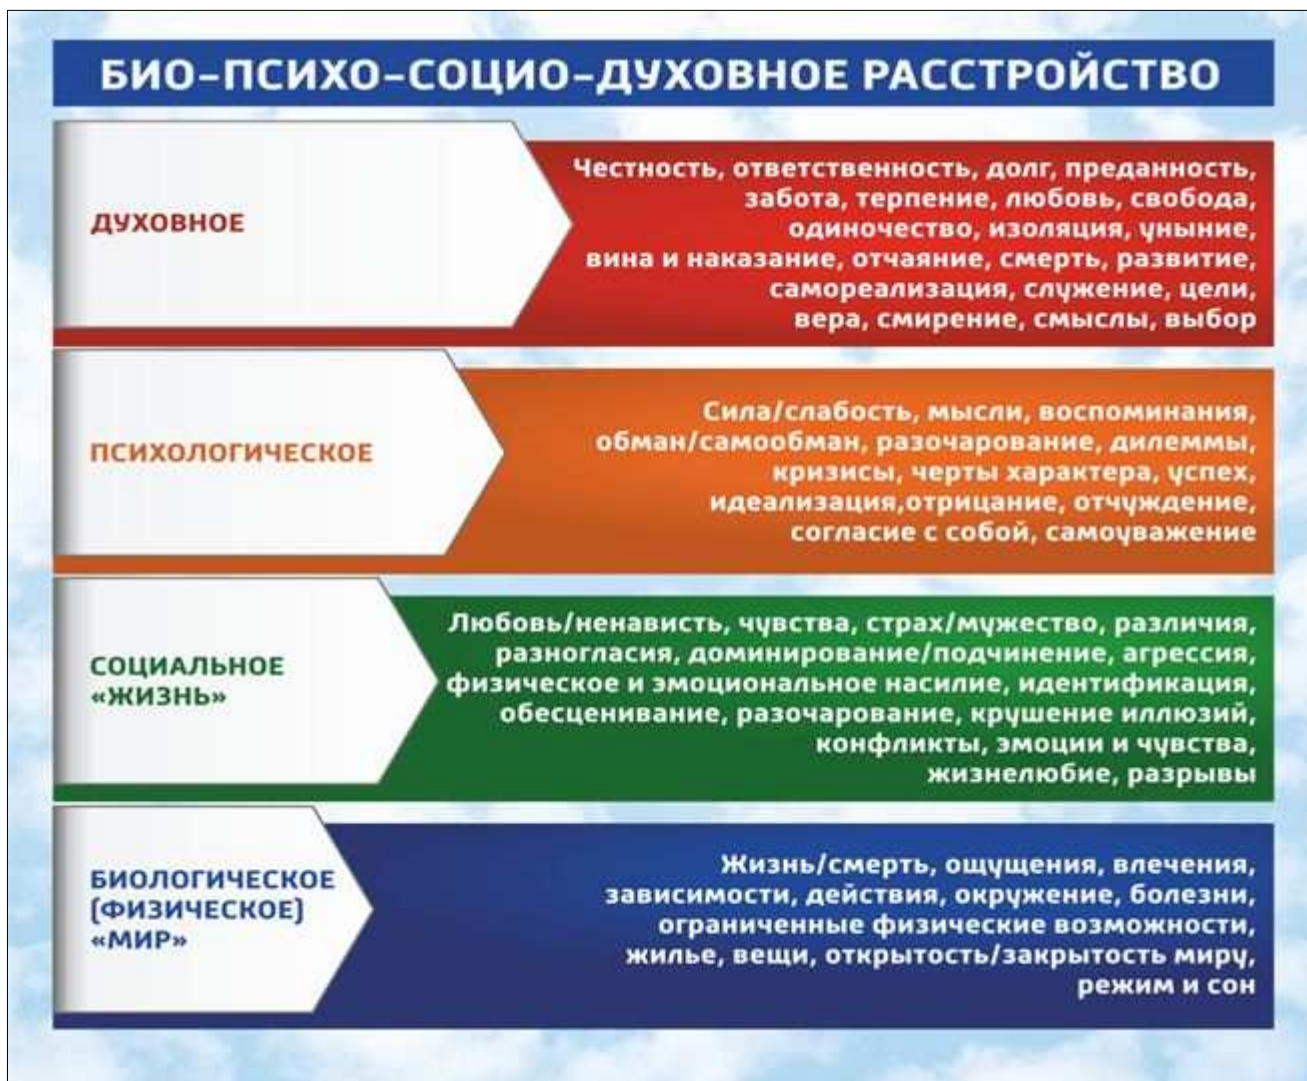 БИО-ПСИХО-СОЦИО-ДУХОВНОЕ РАССТРОЙСТВО
ДУХОВНОЕ
Честность, ответственность, долг, преданность,
забота, терпение, любовь, свобода,
одиночество, изоляция, уныние,
вина и наказание, отчаяние, смерть, развитие,
самореализация, служение, цели,
вера, смирение, смыслы, выбор
ПСИХОЛОГИЧЕСКОЕ
Сила/слабость, мысли, воспоминания,
обман/самообман, разочарование, дилеммы,
кризисы, черты характера, успех,
идеализация,отрицание, отчуждение,
согласие с собой, самоуважение
СОЦИАЛЬНОЕ
«ЖИЗНЬ»
Любовь/ненависть, чувства, страх/мужество, различия,
разногласия, доминирование/подчинение, агрессия,
физическое и эмоциональное насилие, идентификация,
обесценивание, разочарование, крушение иллюзий,
конфликты, эмоции и чувства,
жизнелюбие, разрывы
БИОЛОГИЧЕСКОЕ
(ФИЗИЧЕСКОЕ)
«МИР»
Жизнь/смерть, ощущения, влечения,
зависимости, действия, окружение, болезни,
ограниченные физические возможности,
жилье, вещи, открытость/закрытость миру,
режим и сон